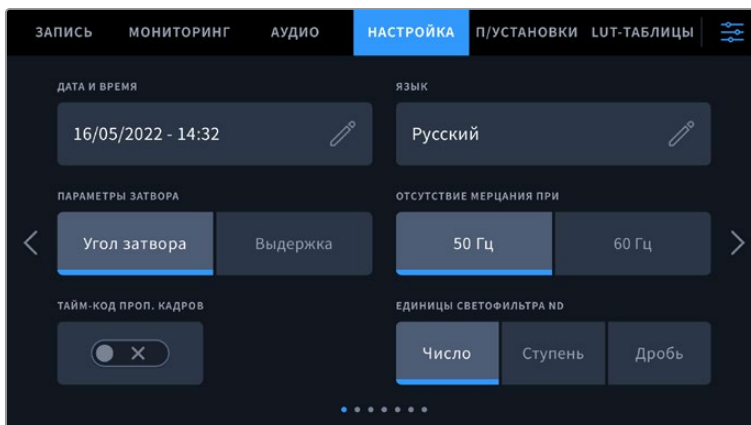 ЗАПИСЬ МОНИТОРИНГ АУДИО НАСТРОЙКА П/УСТАНОВКИ LUT-ТАБЛИЦЫ
ДАТА И ВРЕМЯ ЯЗЫК
16/05/2022 - 14:32 Русский
ПАРАМЕТРЫ ЗАТВОРА ОТСУТСТВИЕ МЕРЦАНИЯ ПРИ
Угол затвора Выдержка 50 Гц 60 Гц
ТАЙМ-КОД ПРОП. КАДРОВ ЕДИНИЦЫ СВЕТОФИЛЬТРА ND
Число Ступень Дробь